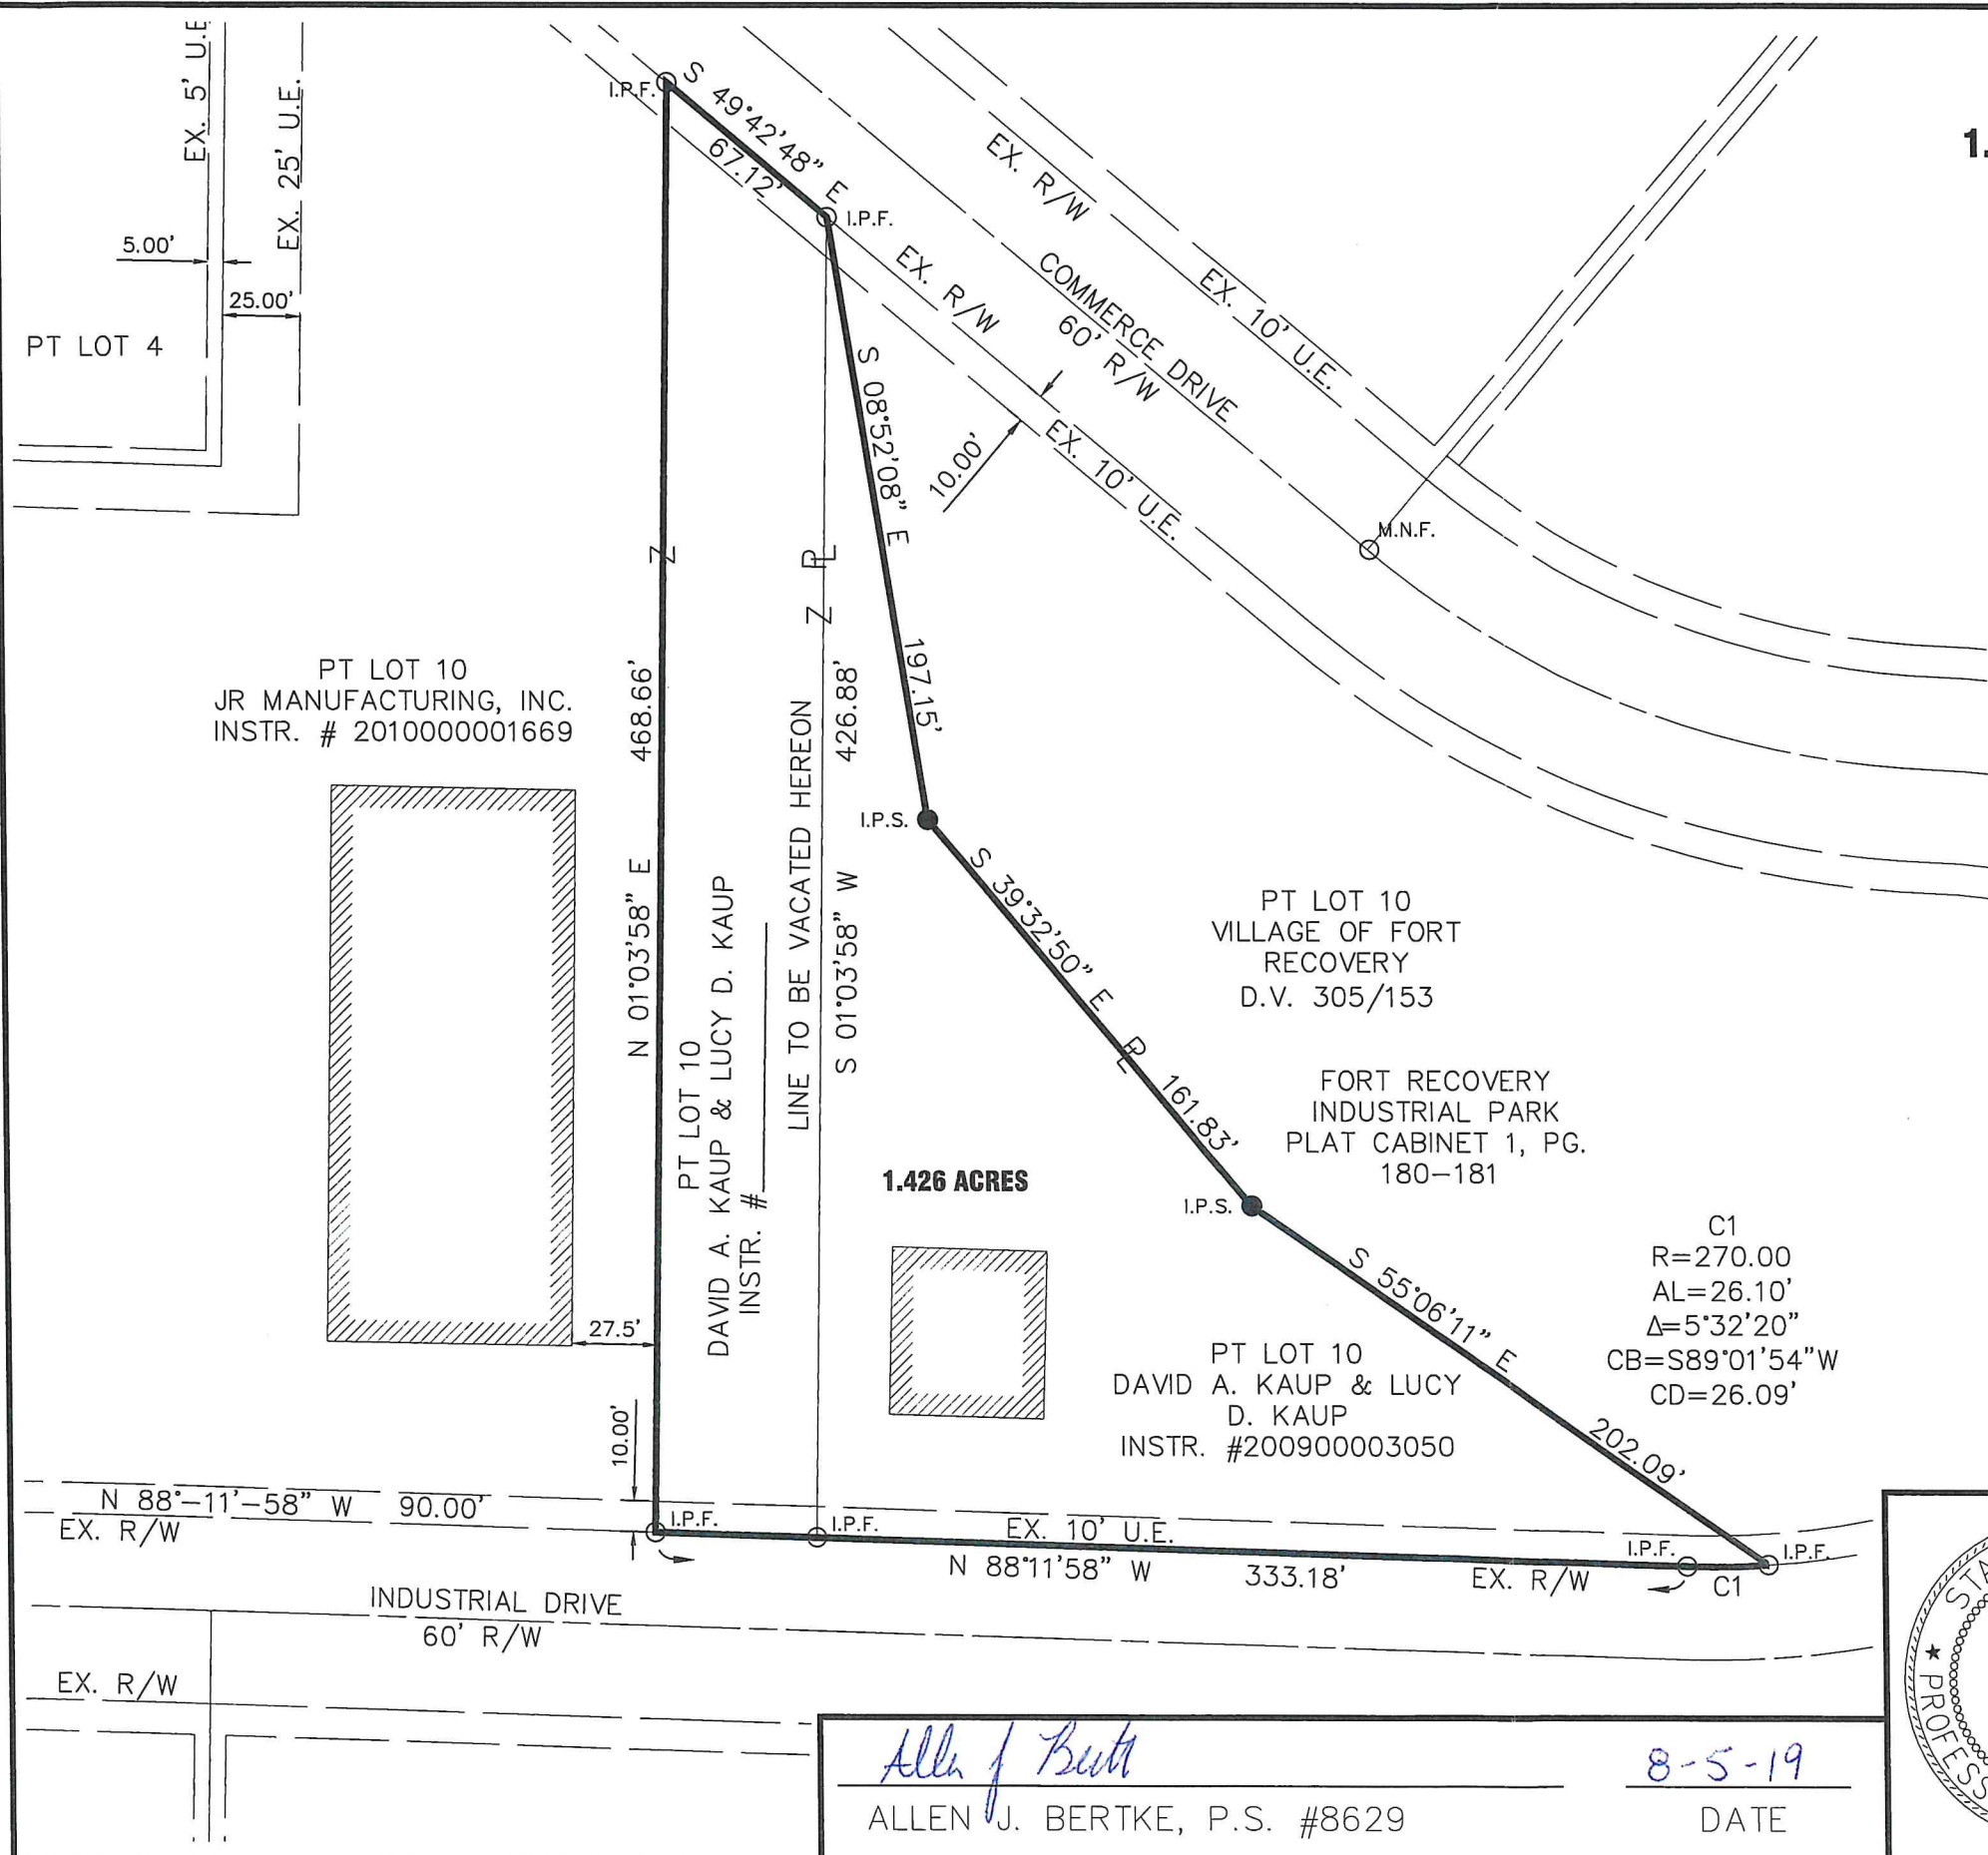 EX. 5' U.E
EX. 25' U.E.
5.00'
25.00'
PT LOT 4
I.P.F.
S 49°42'48" E
67.12'
I.P.F.
EX. R/W
EX. R/W
COMMERCE DRIVE
60' R/W
EX. 10' U.E.
1.
S 08°52'08" E
197.15'
10.00'
EX. 10' U.E.
M.N.F.
Z
PL
Z
PT LOT 10
JR MANUFACTURING, INC.
INSTR. # 2010000001669
N 01°03'58" E 468.66'
PT LOT 10
DAVID A. KAUP & LUCY D. KAUP
INSTR. #
LINE TO BE VACATED HEREON
S 01°03'58" W 426.88'
I.P.S.
S 39°32'50" E
PL
161.83'
PT LOT 10
VILLAGE OF FORT
RECOVERY
D.V. 305/153
FORT RECOVERY
INDUSTRIAL PARK
PLAT CABINET 1, PG.
180-181
1.426 ACRES
I.P.S.
S 55°06'11" E
202.09'
C1
R=270.00
AL=26.10'
Δ=5°32'20"
CB=S89°01'54"W
CD=26.09'
PT LOT 10
DAVID A. KAUP & LUCY
D. KAUP
INSTR. #200900003050
27.5'
10.00'
N 88°-11'-58" W 90.00'
EX. R/W
I.P.F.
I.P.F.
EX. 10' U.E.
N 88°11'58" W 333.18'
EX. R/W
I.P.F.
C1
I.P.F.
INDUSTRIAL DRIVE
60' R/W
EX. R/W
8-5-19
ALLEN J. BERTKE, P.S. #8629
DATE
STA
★ PROFESS